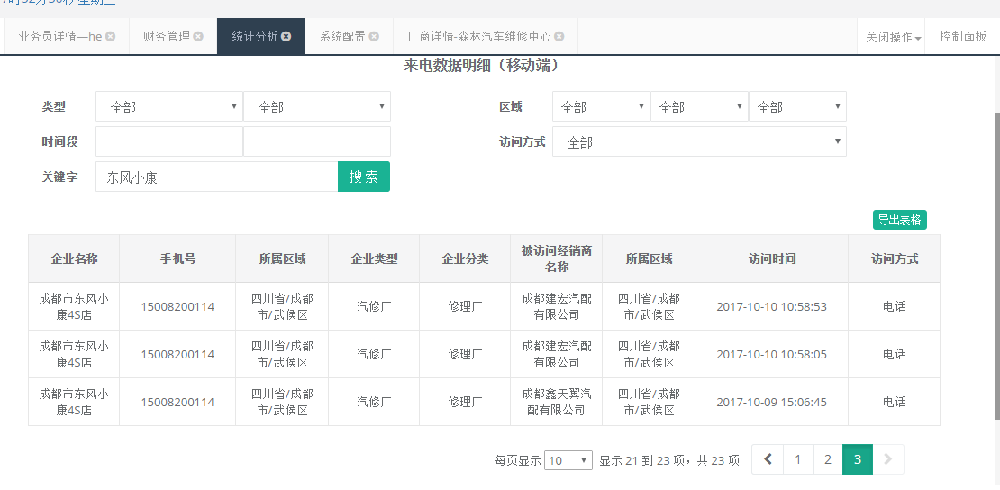 7时52分50秒 星期三
业务员详情—he 财务管理 统计分析 系统配置 厂商详情-森林汽车维修中心 关闭操作 控制面板
来电数据明细（移动端）
类型 全部 全部 区域 全部 全部 全部
时间段 访问方式 全部
关键字 东风小康 搜索
导出表格
企业名称 手机号 所属区域 企业类型 企业分类 被访问经销商名称 所属区域 访问时间 访问方式
成都市东风小康4S店 15008200114 四川省/成都市/武侯区 汽修厂 修理厂 成都建宏汽配有限公司 四川省/成都市/武侯区 2017-10-10 10:58:53 电话
成都市东风小康4S店 15008200114 四川省/成都市/武侯区 汽修厂 修理厂 成都建宏汽配有限公司 四川省/成都市/武侯区 2017-10-10 10:58:05 电话
成都市东风小康4S店 15008200114 四川省/成都市/武侯区 汽修厂 修理厂 成都鑫天翼汽配有限公司 四川省/成都市/武侯区 2017-10-09 15:06:45 电话
每页显示 10 显示 21 到 23 项，共 23 项 1 2 3